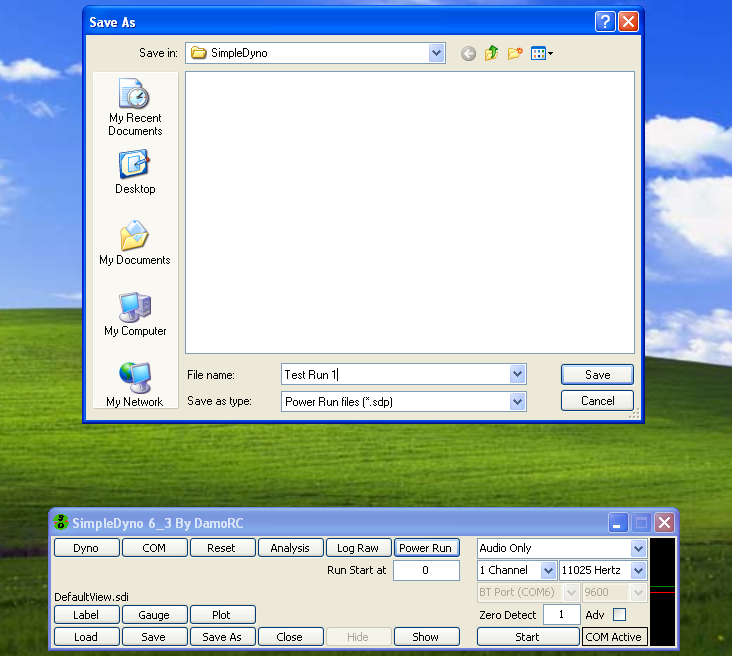 Save As
Save in: SimpleDyno
My Recent
Documents
Desktop
My Documents
My Computer
My Network
File name: Test Run 1 Save
Save as type: Power Run files (*.sdp) Cancel
SimpleDyno 6_3 By DamoRC
Dyno COM Reset Analysis Log Raw Power Run Audio Only
Run Start at 0 1 Channel 11025 Hertz
BT Port (COM6) 9600
DefaultView.sdi
Label Gauge Plot Zero Detect 1 Adv
Load Save Save As Close Hide Show Start COM Active